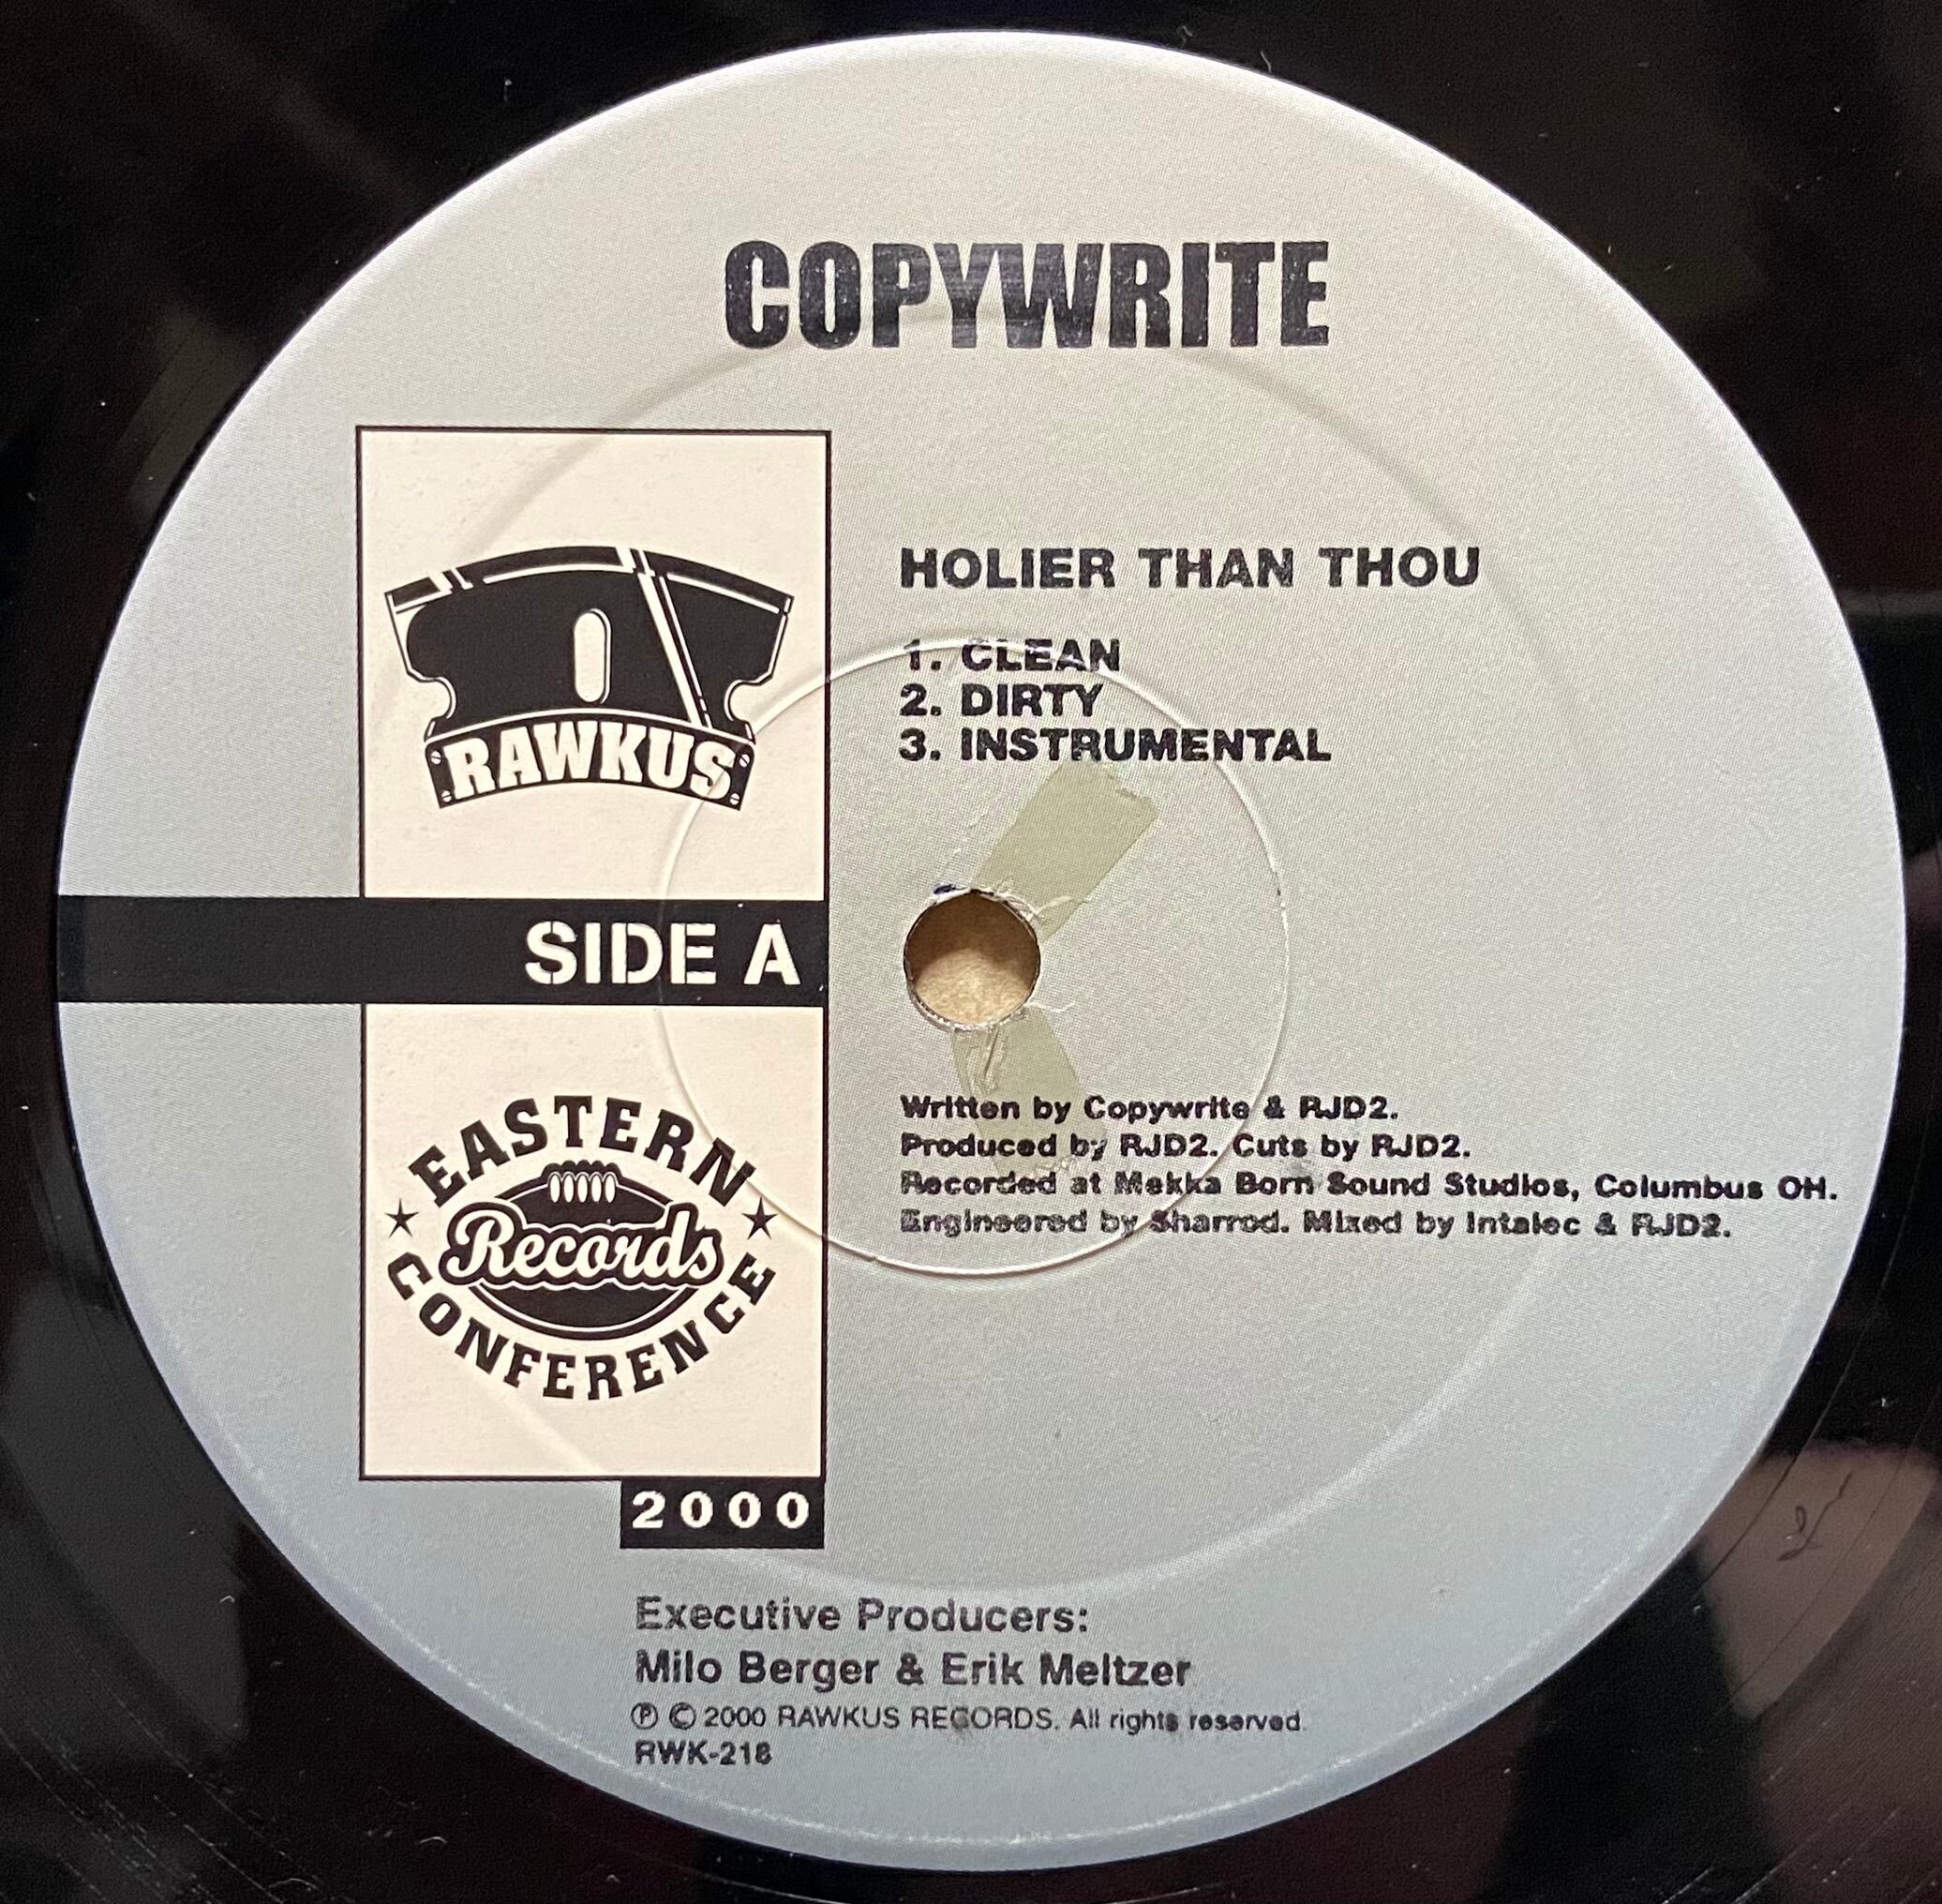 COPYWRITE
RAWKUS
SIDE A
EASTERN
Records
CONFERENCE
2000
HOLIER THAN THOU
1. CLEAN
2. DIRTY
3. INSTRUMENTAL
Written by Copywrite & RJD2.
Produced by RJD2. Cuts by RJD2.
Recorded at Mekka Born Sound Studios, Columbus OH.
Engineered by Sharrod. Mixed by Intalec & RJD2.
Executive Producers:
Milo Berger & Erik Meltzer
℗ © 2000 RAWKUS RECORDS. All rights reserved.
RWK-218